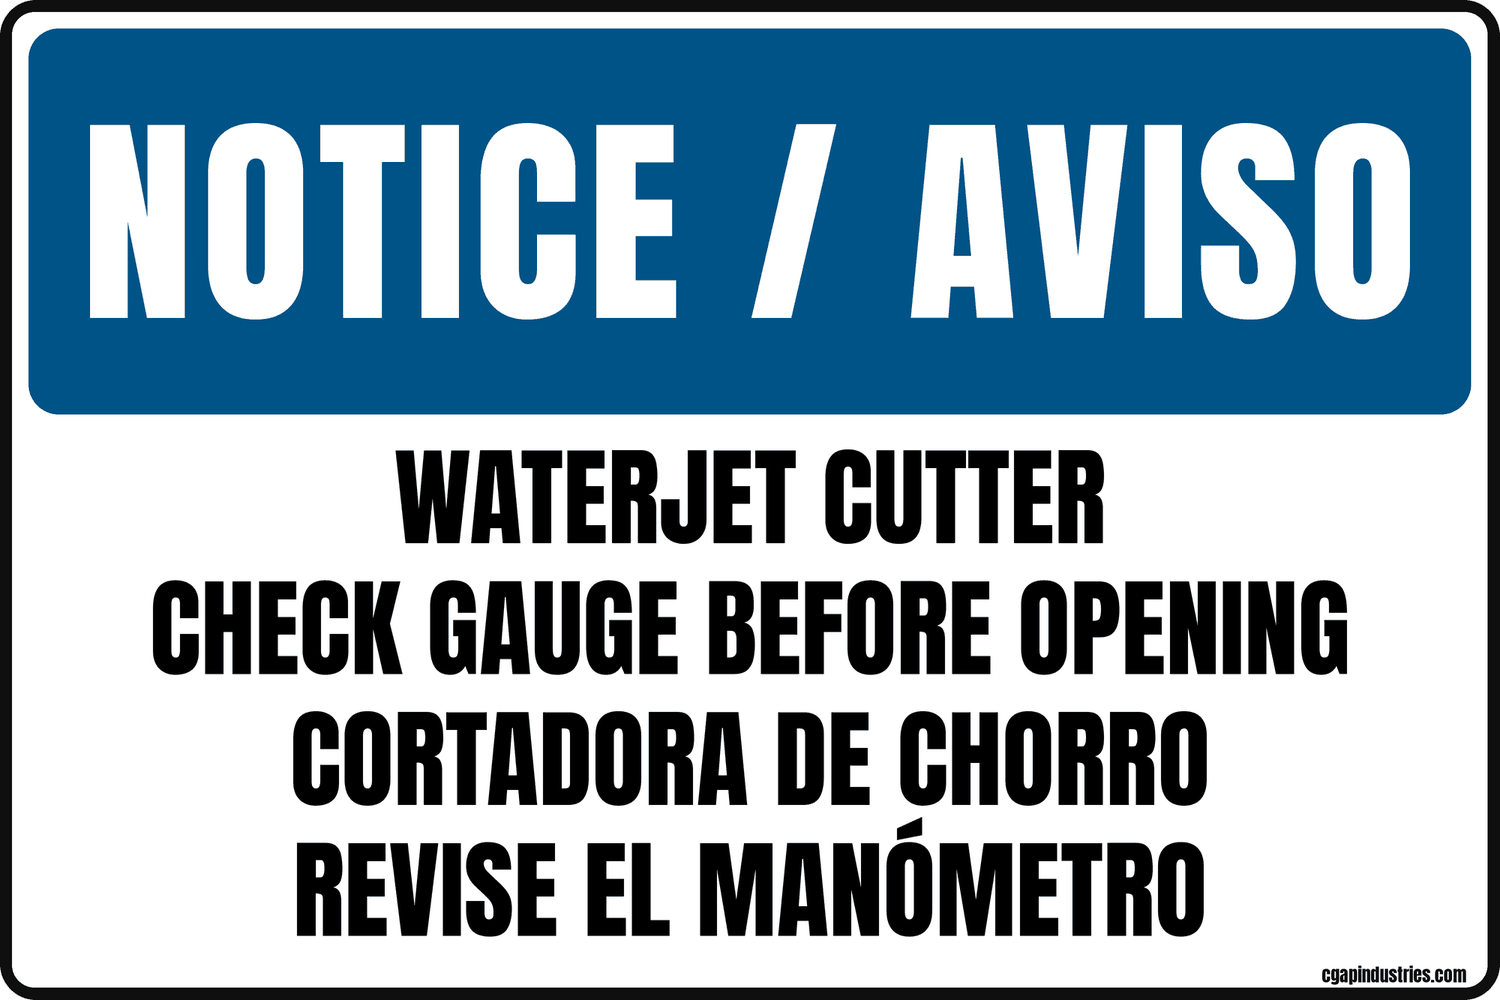 NOTICE / AVISO
WATERJET CUTTER
CHECK GAUGE BEFORE OPENING
CORTADORA DE CHORRO
REVISE EL MANÓMETRO
cgapindustries.com